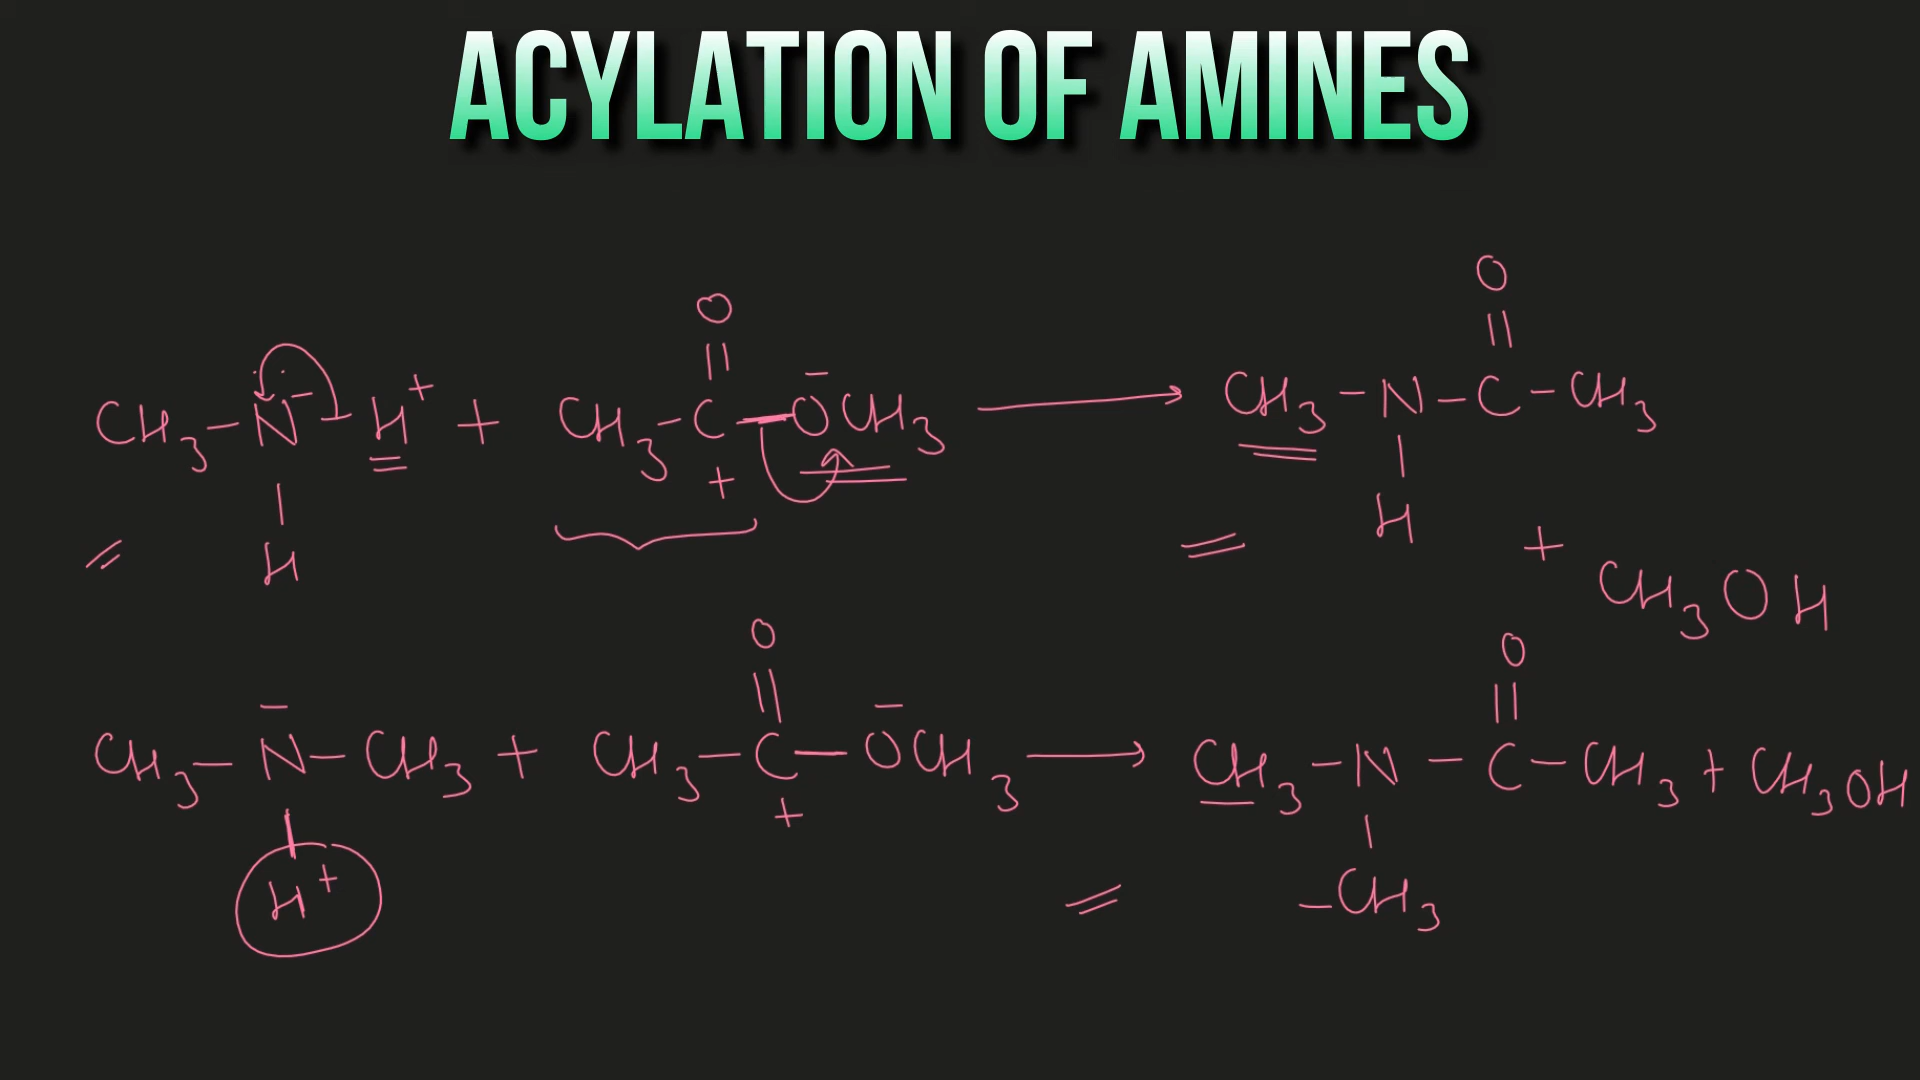 ACYLATION OF AMINES
O
||
CH3-N-H+ + CH3-C-OCH3 → CH3-N-C-CH3
O
||
-
-
+
|
H
|
H
+ CH3OH
O
||
O
||
-
-
CH3-N-CH3 + CH3-C-OCH3 → CH3-N-C-CH3 + CH3OH
+
|
H+
|
-CH3